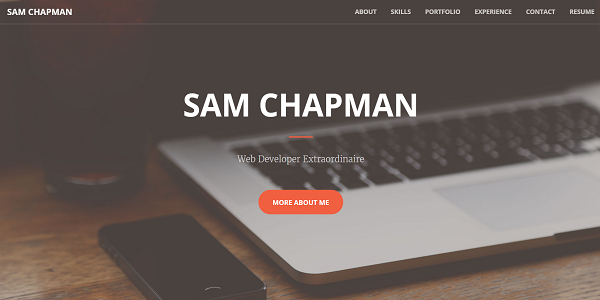 SAM CHAPMAN
ABOUT SKILLS PORTFOLIO EXPERIENCE CONTACT RESUME
SAM CHAPMAN
Web Developer Extraordinaire
MORE ABOUT ME